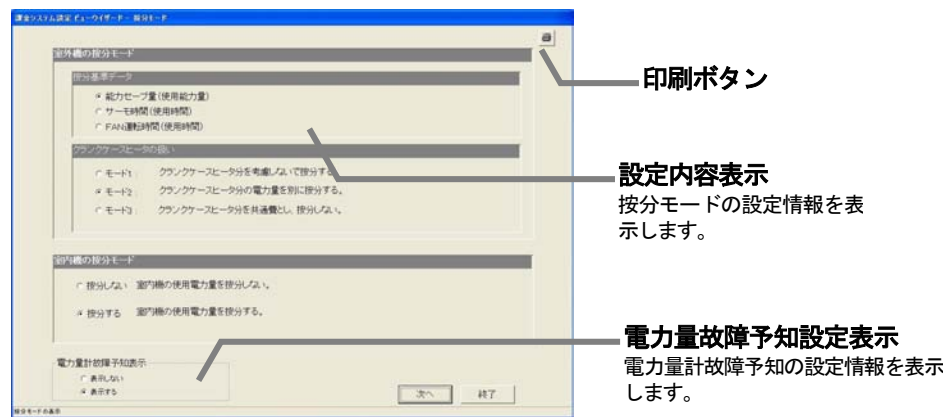 課金システム設定ビューウィザード - 按分モード
室外機の按分モード
按分基準データ
能力セーブ量(使用能力量)
サーモ時間(使用時間)
FAN運転時間(使用時間)
クランクケースヒータの扱い
モード1: クランクケースヒータ分を考慮しないで按分する。
モード2: クランクケースヒータ分の電力量を別に按分する。
モード3: クランクケースヒータ分を共通費とし、按分しない。
室内機の按分モード
按分しない 室内機の使用電力量を按分しない。
按分する 室内機の使用電力量を按分する。
電力量計故障予知表示
表示しない
表示する
次へ 終了
按分モードの表示
印刷ボタン
設定内容表示
按分モードの設定情報を表
示します。
電力量故障予知設定表示
電力量計故障予知の設定情報を表示
します。